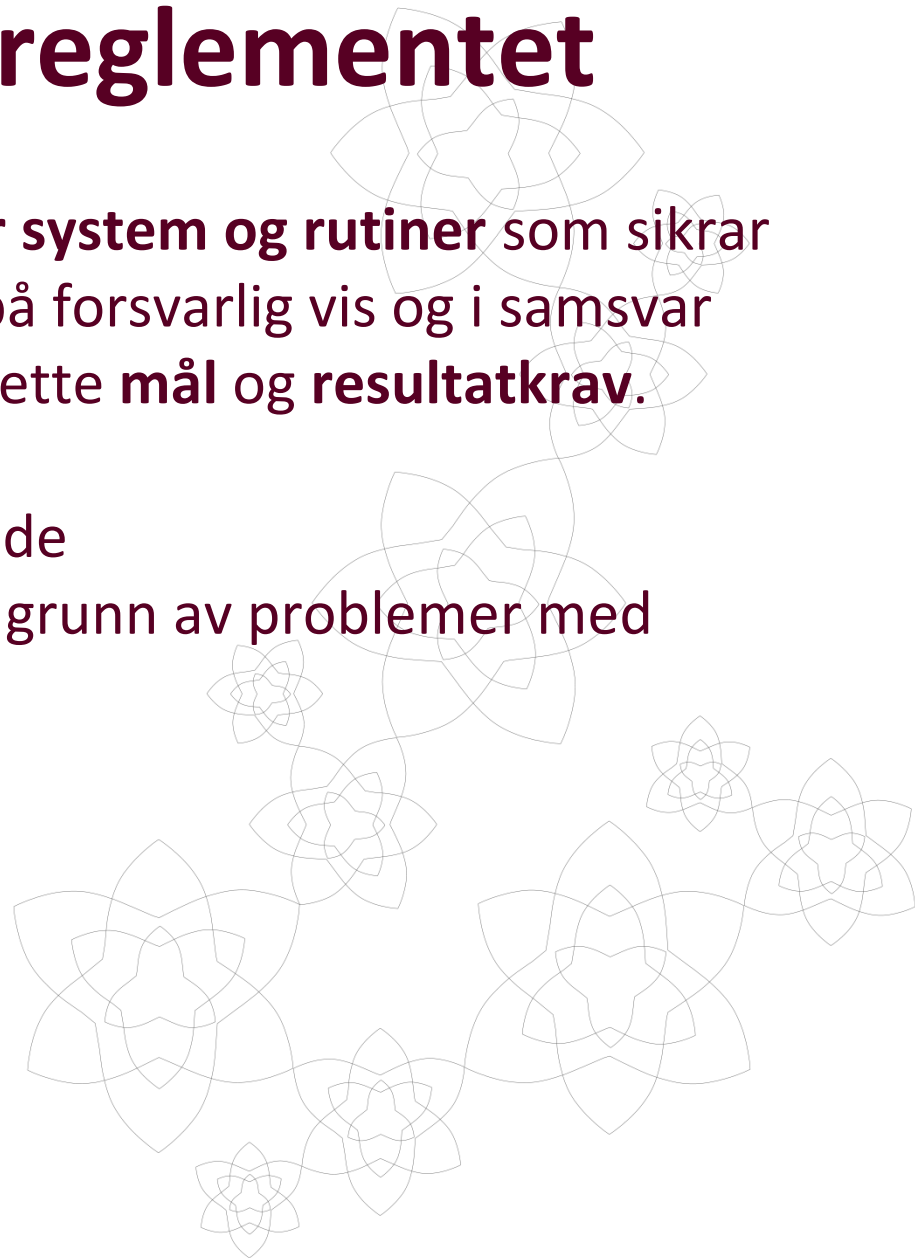 reglementet
r system og rutiner som sikrar
på forsvarlig vis og i samsvar
ette mål og resultatkrav.
de
grunn av problemer med